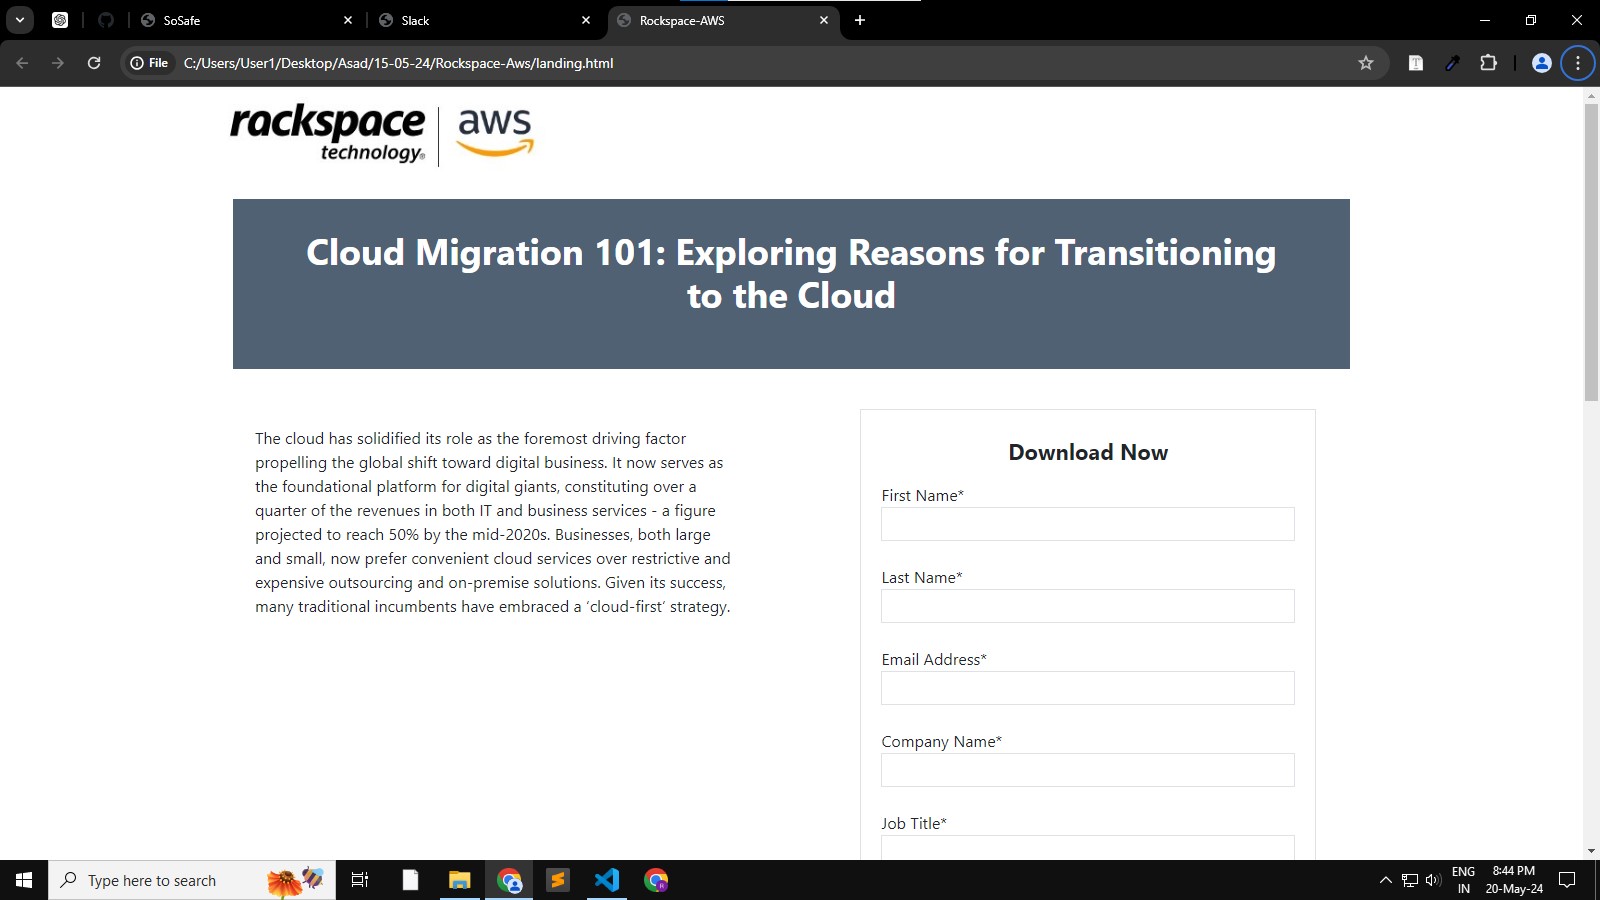 SoSafe
Slack
Rockspace-AWS
File
C:/Users/User1/Desktop/Asad/15-05-24/Rockspace-Aws/landing.html
rackspace
technology®
aws
Cloud Migration 101: Exploring Reasons for Transitioning
to the Cloud
The cloud has solidified its role as the foremost driving factor
propelling the global shift toward digital business. It now serves as
the foundational platform for digital giants, constituting over a
quarter of the revenues in both IT and business services - a figure
projected to reach 50% by the mid-2020s. Businesses, both large
and small, now prefer convenient cloud services over restrictive and
expensive outsourcing and on-premise solutions. Given its success,
many traditional incumbents have embraced a ‘cloud-first’ strategy.
Download Now
First Name*
Last Name*
Email Address*
Company Name*
Job Title*
Type here to search
ENG
IN
8:44 PM
20-May-24